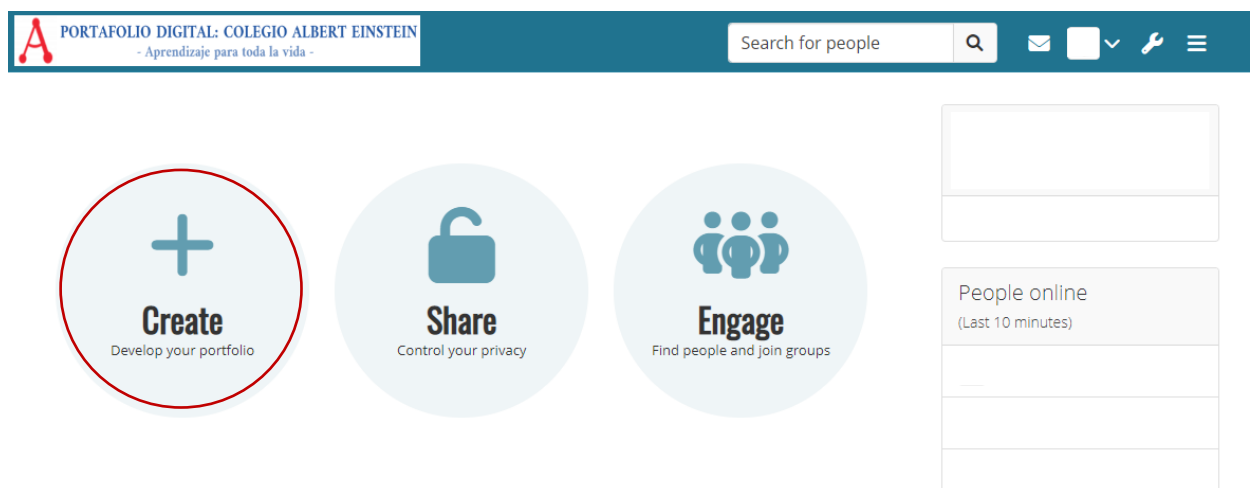 PORTAFOLIO DIGITAL: COLEGIO ALBERT EINSTEIN
- Aprendizaje para toda la vida -
Search for people
Create
Develop your portfolio
Share
Control your privacy
Engage
Find people and join groups
People online
(Last 10 minutes)